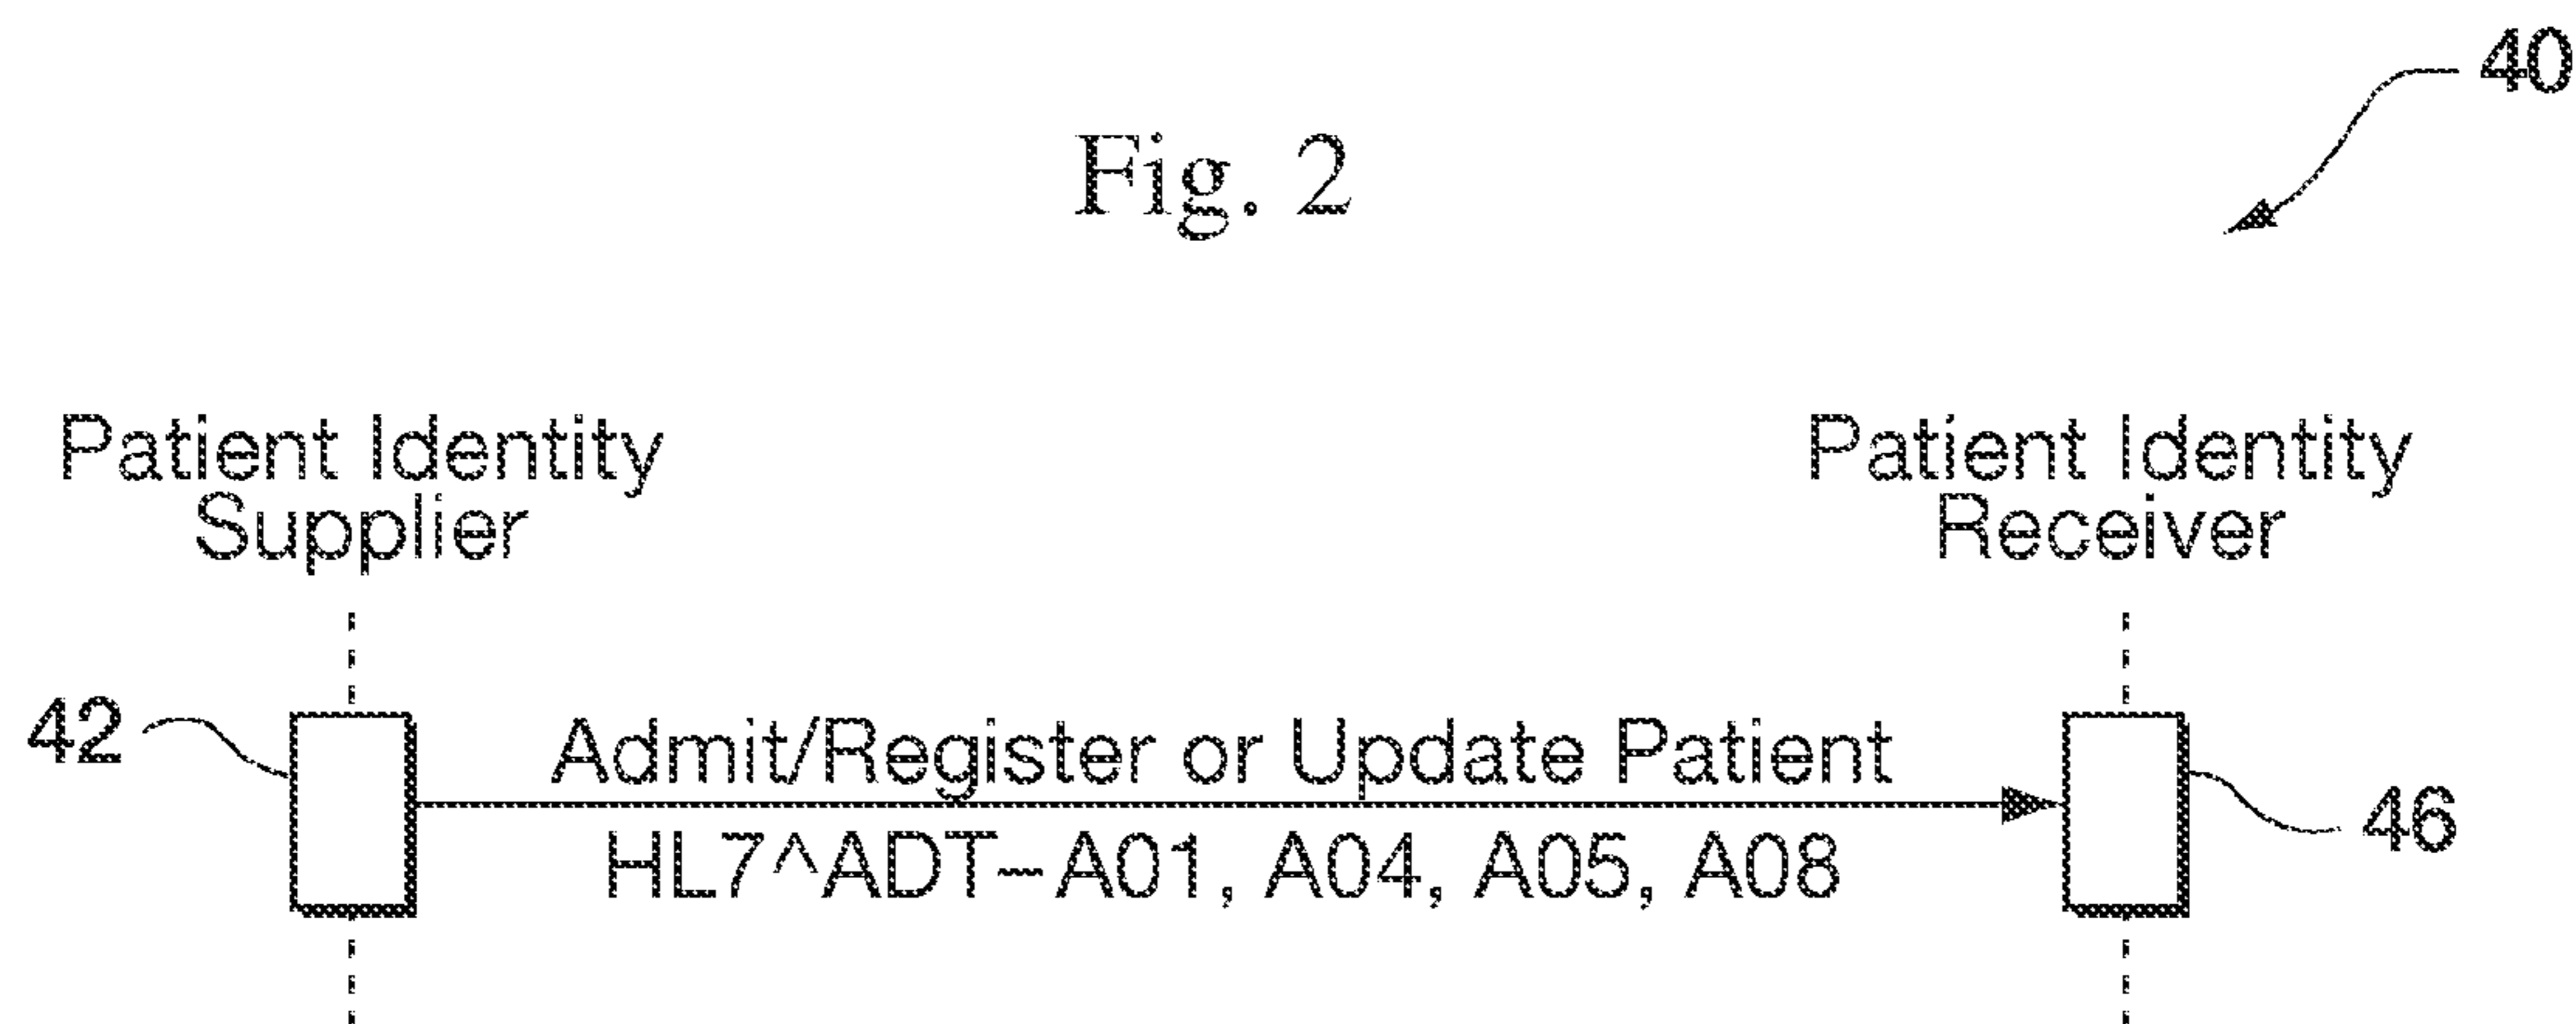 40
Fig. 2
Patient Identity
Supplier
Patient Identity
Receiver
42
Admit/Register or Update Patient
HL7^ADT–A01, A04, A05, A08
46